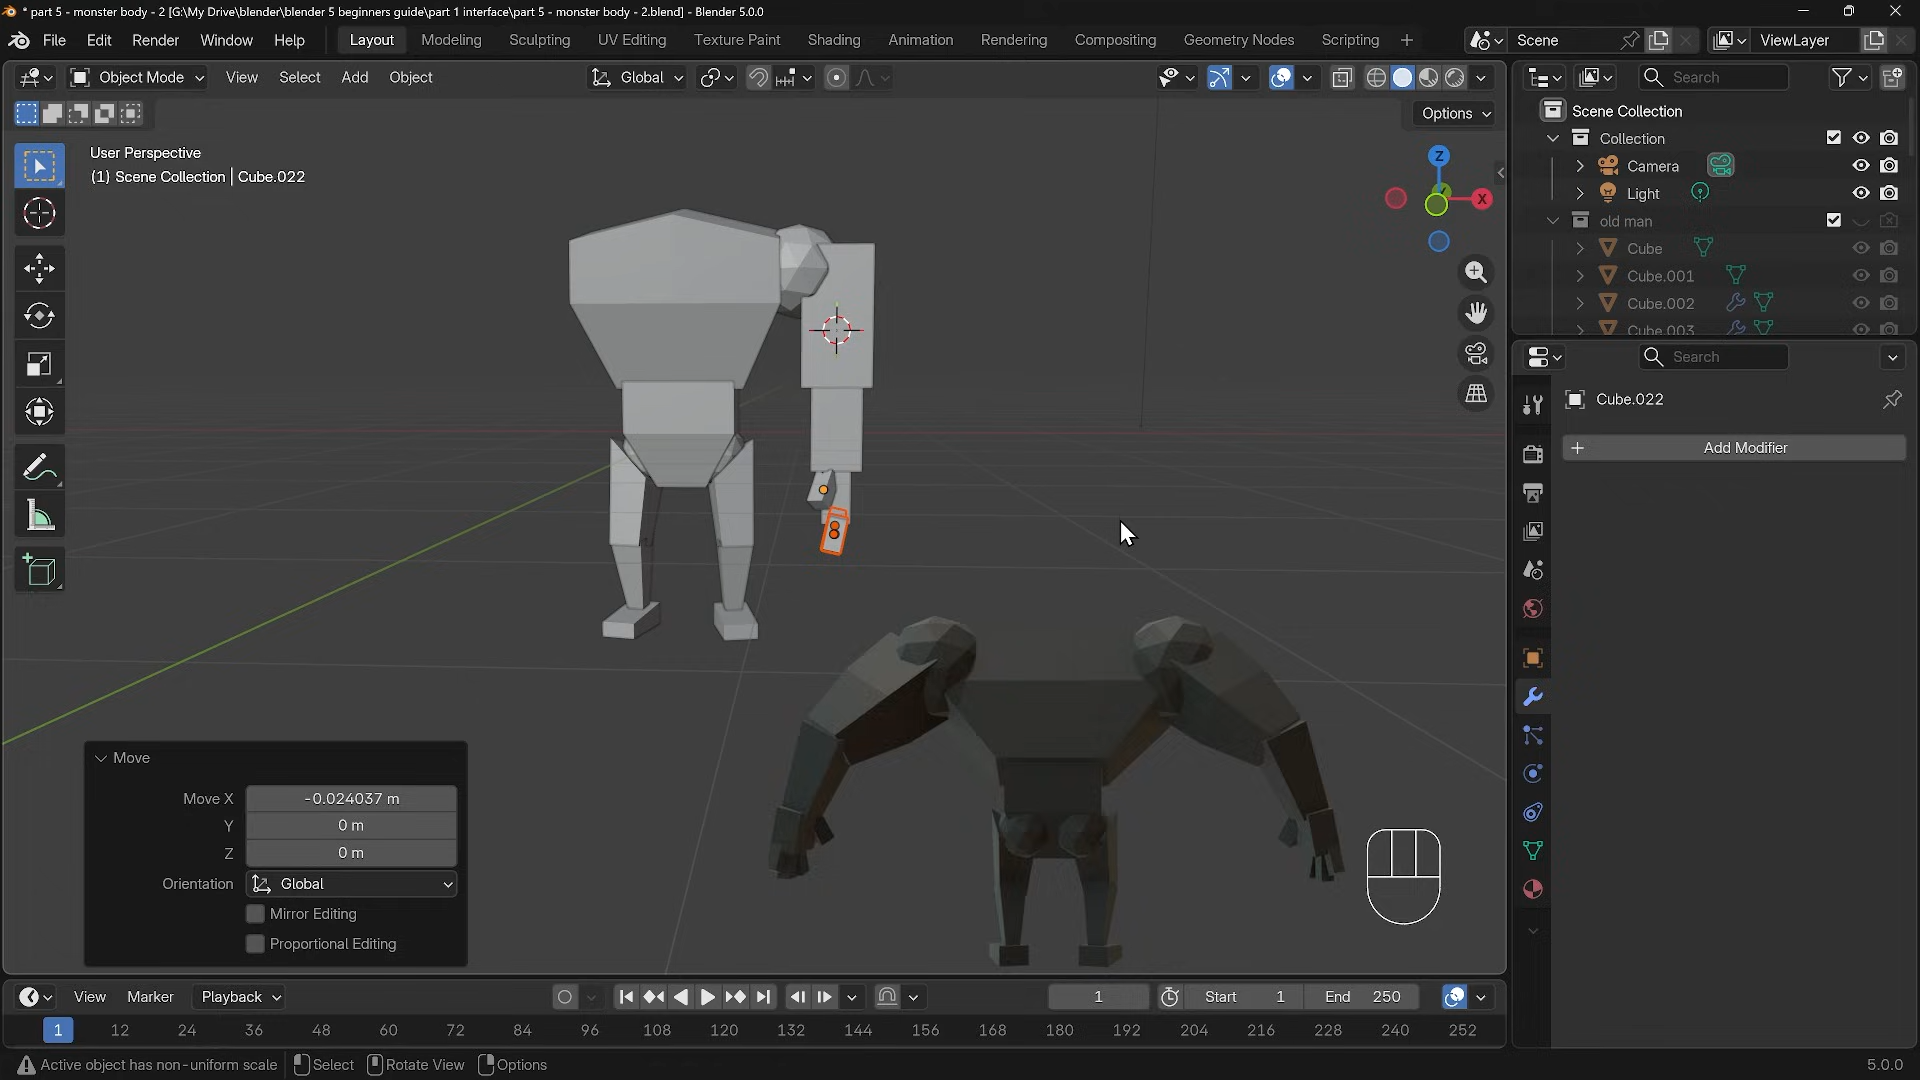 * part 5 - monster body - 2 [G:\My Drive\blender\blender 5 beginners guide\part 1 interface\part 5 - monster body - 2.blend] - Blender 5.0.0
File Edit Render Window Help Layout Modeling Sculpting UV Editing Texture Paint Shading Animation Rendering Compositing Geometry Nodes Scripting + Scene ViewLayer
Object Mode View Select Add Object Global Search
Options
User Perspective
(1) Scene Collection | Cube.022
Z
X
Scene Collection
Collection
Camera
Light
old man
Cube
Cube.001
Cube.002
Cube.003
Search
Cube.022
+ Add Modifier
Move
Move X -0.024037 m
Y 0 m
Z 0 m
Orientation Global
Mirror Editing
Proportional Editing
View Marker Playback 1 Start 1 End 250
1 12 24 36 48 60 72 84 96 108 120 132 144 156 168 180 192 204 216 228 240 252
Active object has non-uniform scale Select Rotate View Options 5.0.0